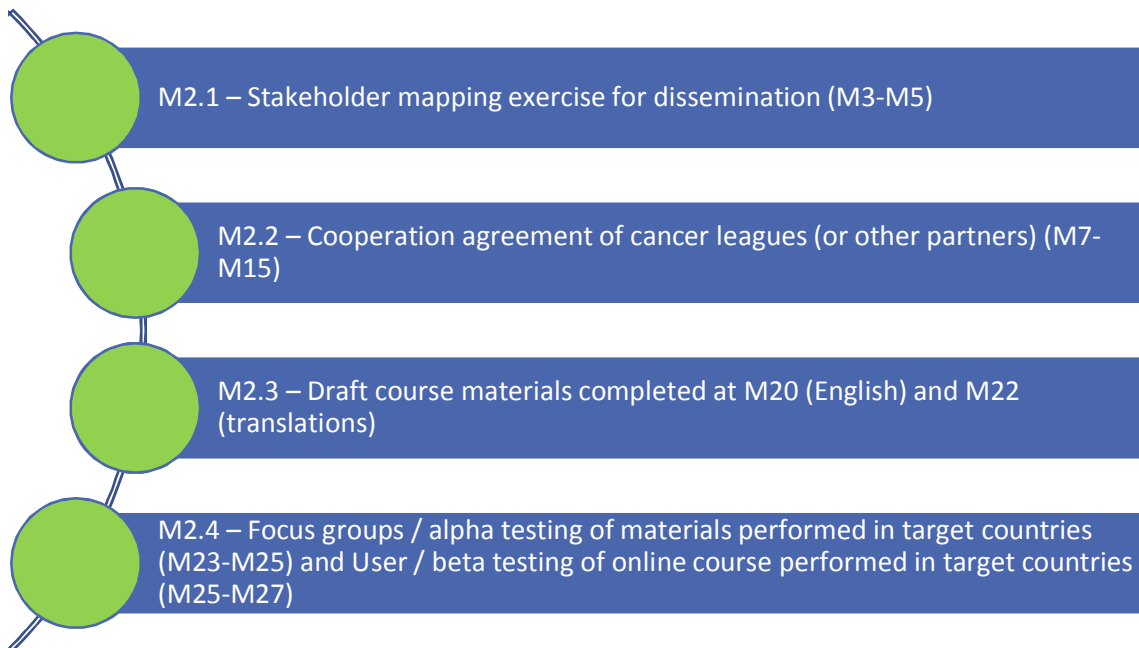 M2.1 – Stakeholder mapping exercise for dissemination (M3-M5)
M2.2 – Cooperation agreement of cancer leagues (or other partners) (M7-
M15)
M2.3 – Draft course materials completed at M20 (English) and M22
(translations)
M2.4 – Focus groups / alpha testing of materials performed in target countries
(M23-M25) and User / beta testing of online course performed in target countries
(M25-M27)